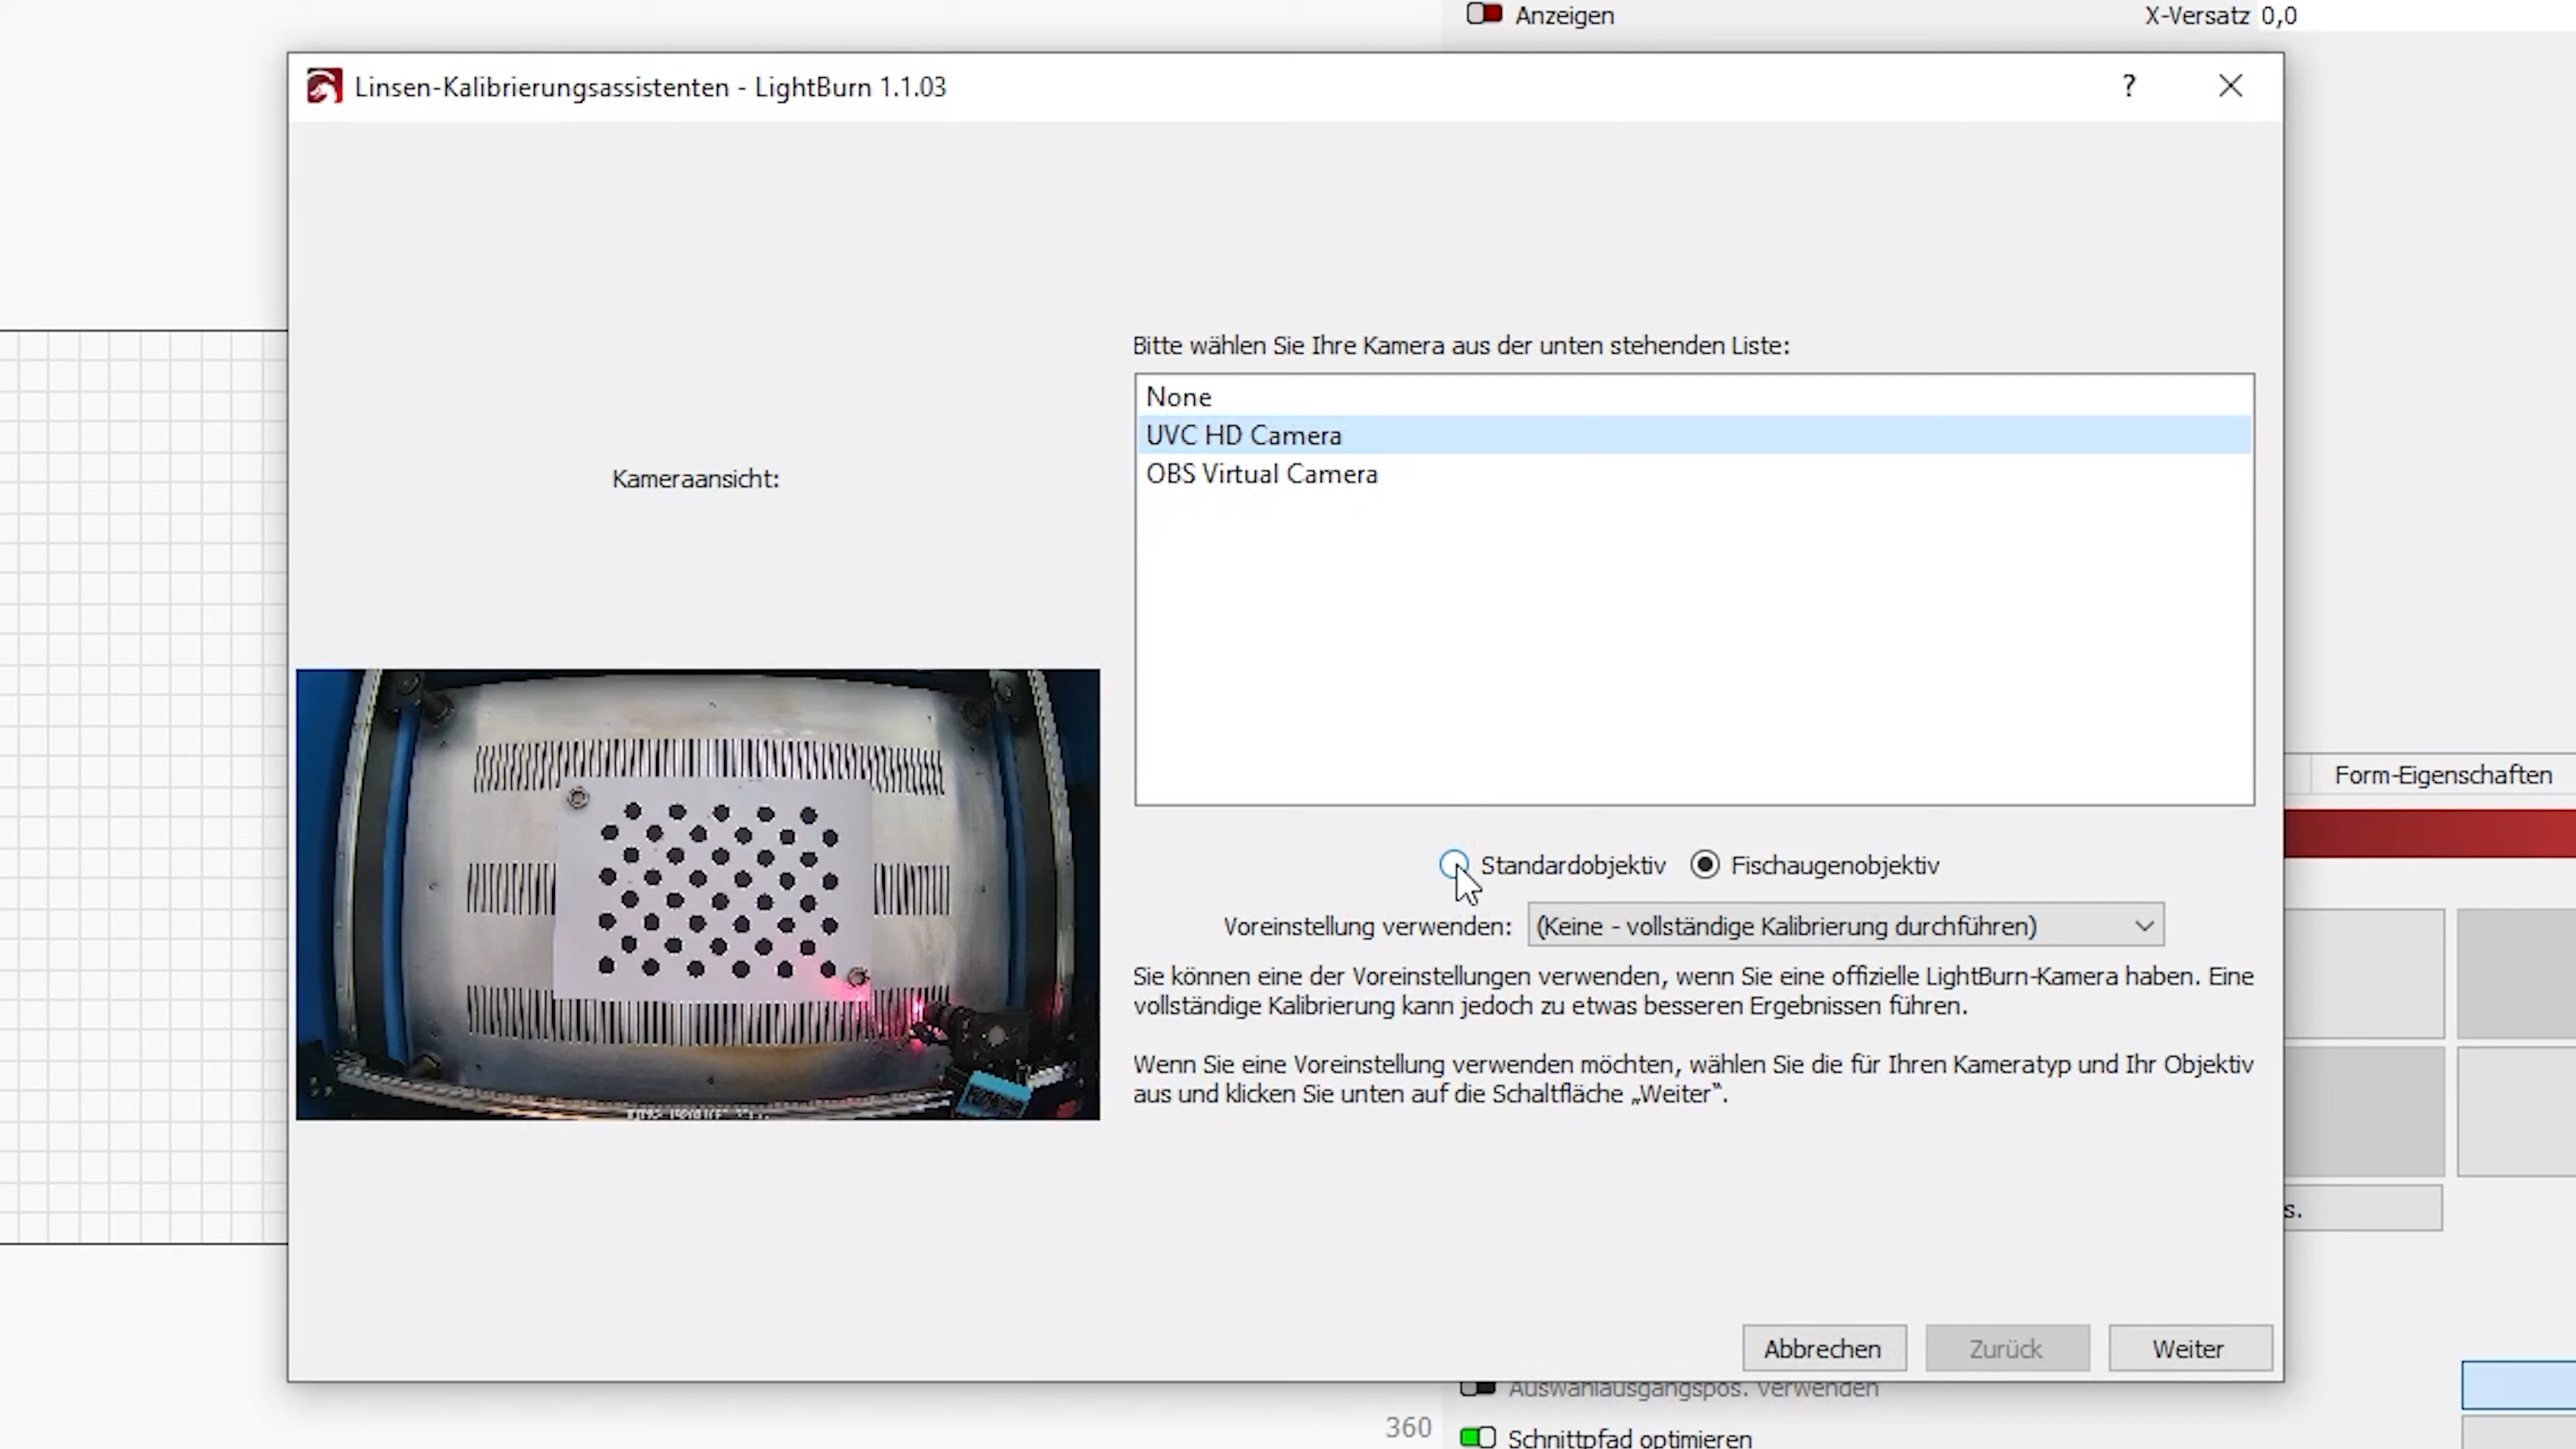 Anzeigen
X-Versatz 0,0
Linsen-Kalibrierungsassistenten - LightBurn 1.1.03
?
Bitte wählen Sie Ihre Kamera aus der unten stehenden Liste:
None
UVC HD Camera
OBS Virtual Camera
Kameraansicht:
Form-Eigenschaften
Standardobjektiv
Fischaugenobjektiv
Voreinstellung verwenden: (Keine - vollständige Kalibrierung durchführen)
Sie können eine der Voreinstellungen verwenden, wenn Sie eine offizielle LightBurn-Kamera haben. Eine
vollständige Kalibrierung kann jedoch zu etwas besseren Ergebnissen führen.
Wenn Sie eine Voreinstellung verwenden möchten, wählen Sie die für Ihren Kameratyp und Ihr Objektiv
aus und klicken Sie unten auf die Schaltfläche „Weiter“.
s.
Abbrechen
Zurück
Weiter
Auswahlausgangspos. verwenden
360
Schnittpfad optimieren